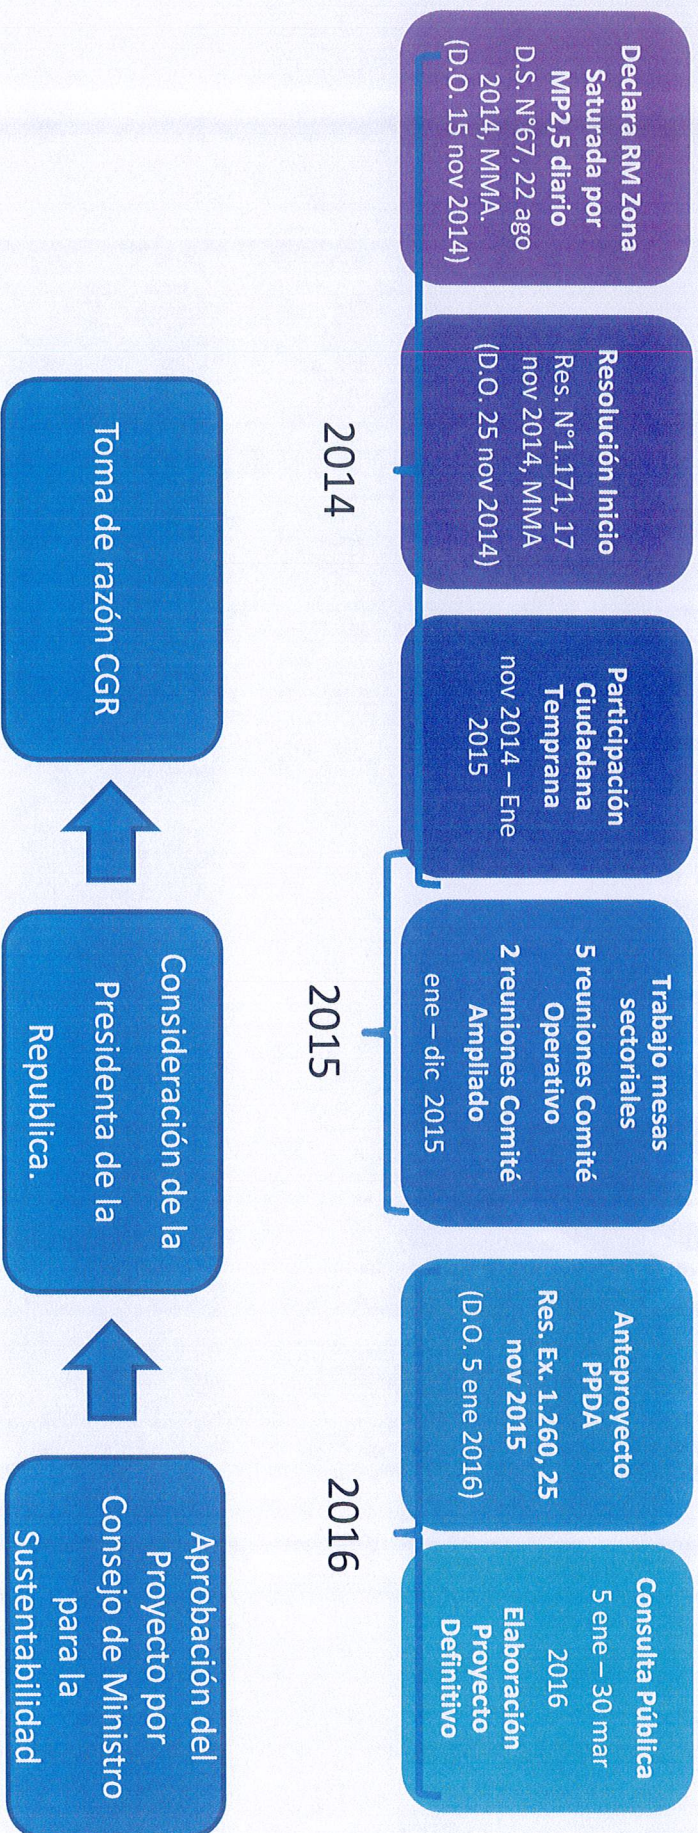 Declara RM Zona
Saturada por
MP2,5 diario
D.S. N°67, 22 ago
2014, MMA.
(D.O. 15 nov 2014)
Resolución Inicio
Res. N°1.171, 17
nov 2014, MMA
(D.O. 25 nov 2014)
Participación
Ciudadana
Temprana
nov 2014 – Ene
2015
Trabajo mesas
sectoriales
5 reuniones Comité
Operativo
2 reuniones Comité
Ampliado
ene – dic 2015
Anteproyecto
PPDA
Res. Ex. 1.260, 25
nov 2015
(D.O. 5 ene 2016)
Consulta Pública
5 ene – 30 mar
2016
Elaboración
Proyecto
Definitivo
2014
2015
2016
Toma de razón CGR
Consideración de la
Presidenta de la
Republica.
Aprobación del
Proyecto por
Consejo de Ministro
para la
Sustentabilidad